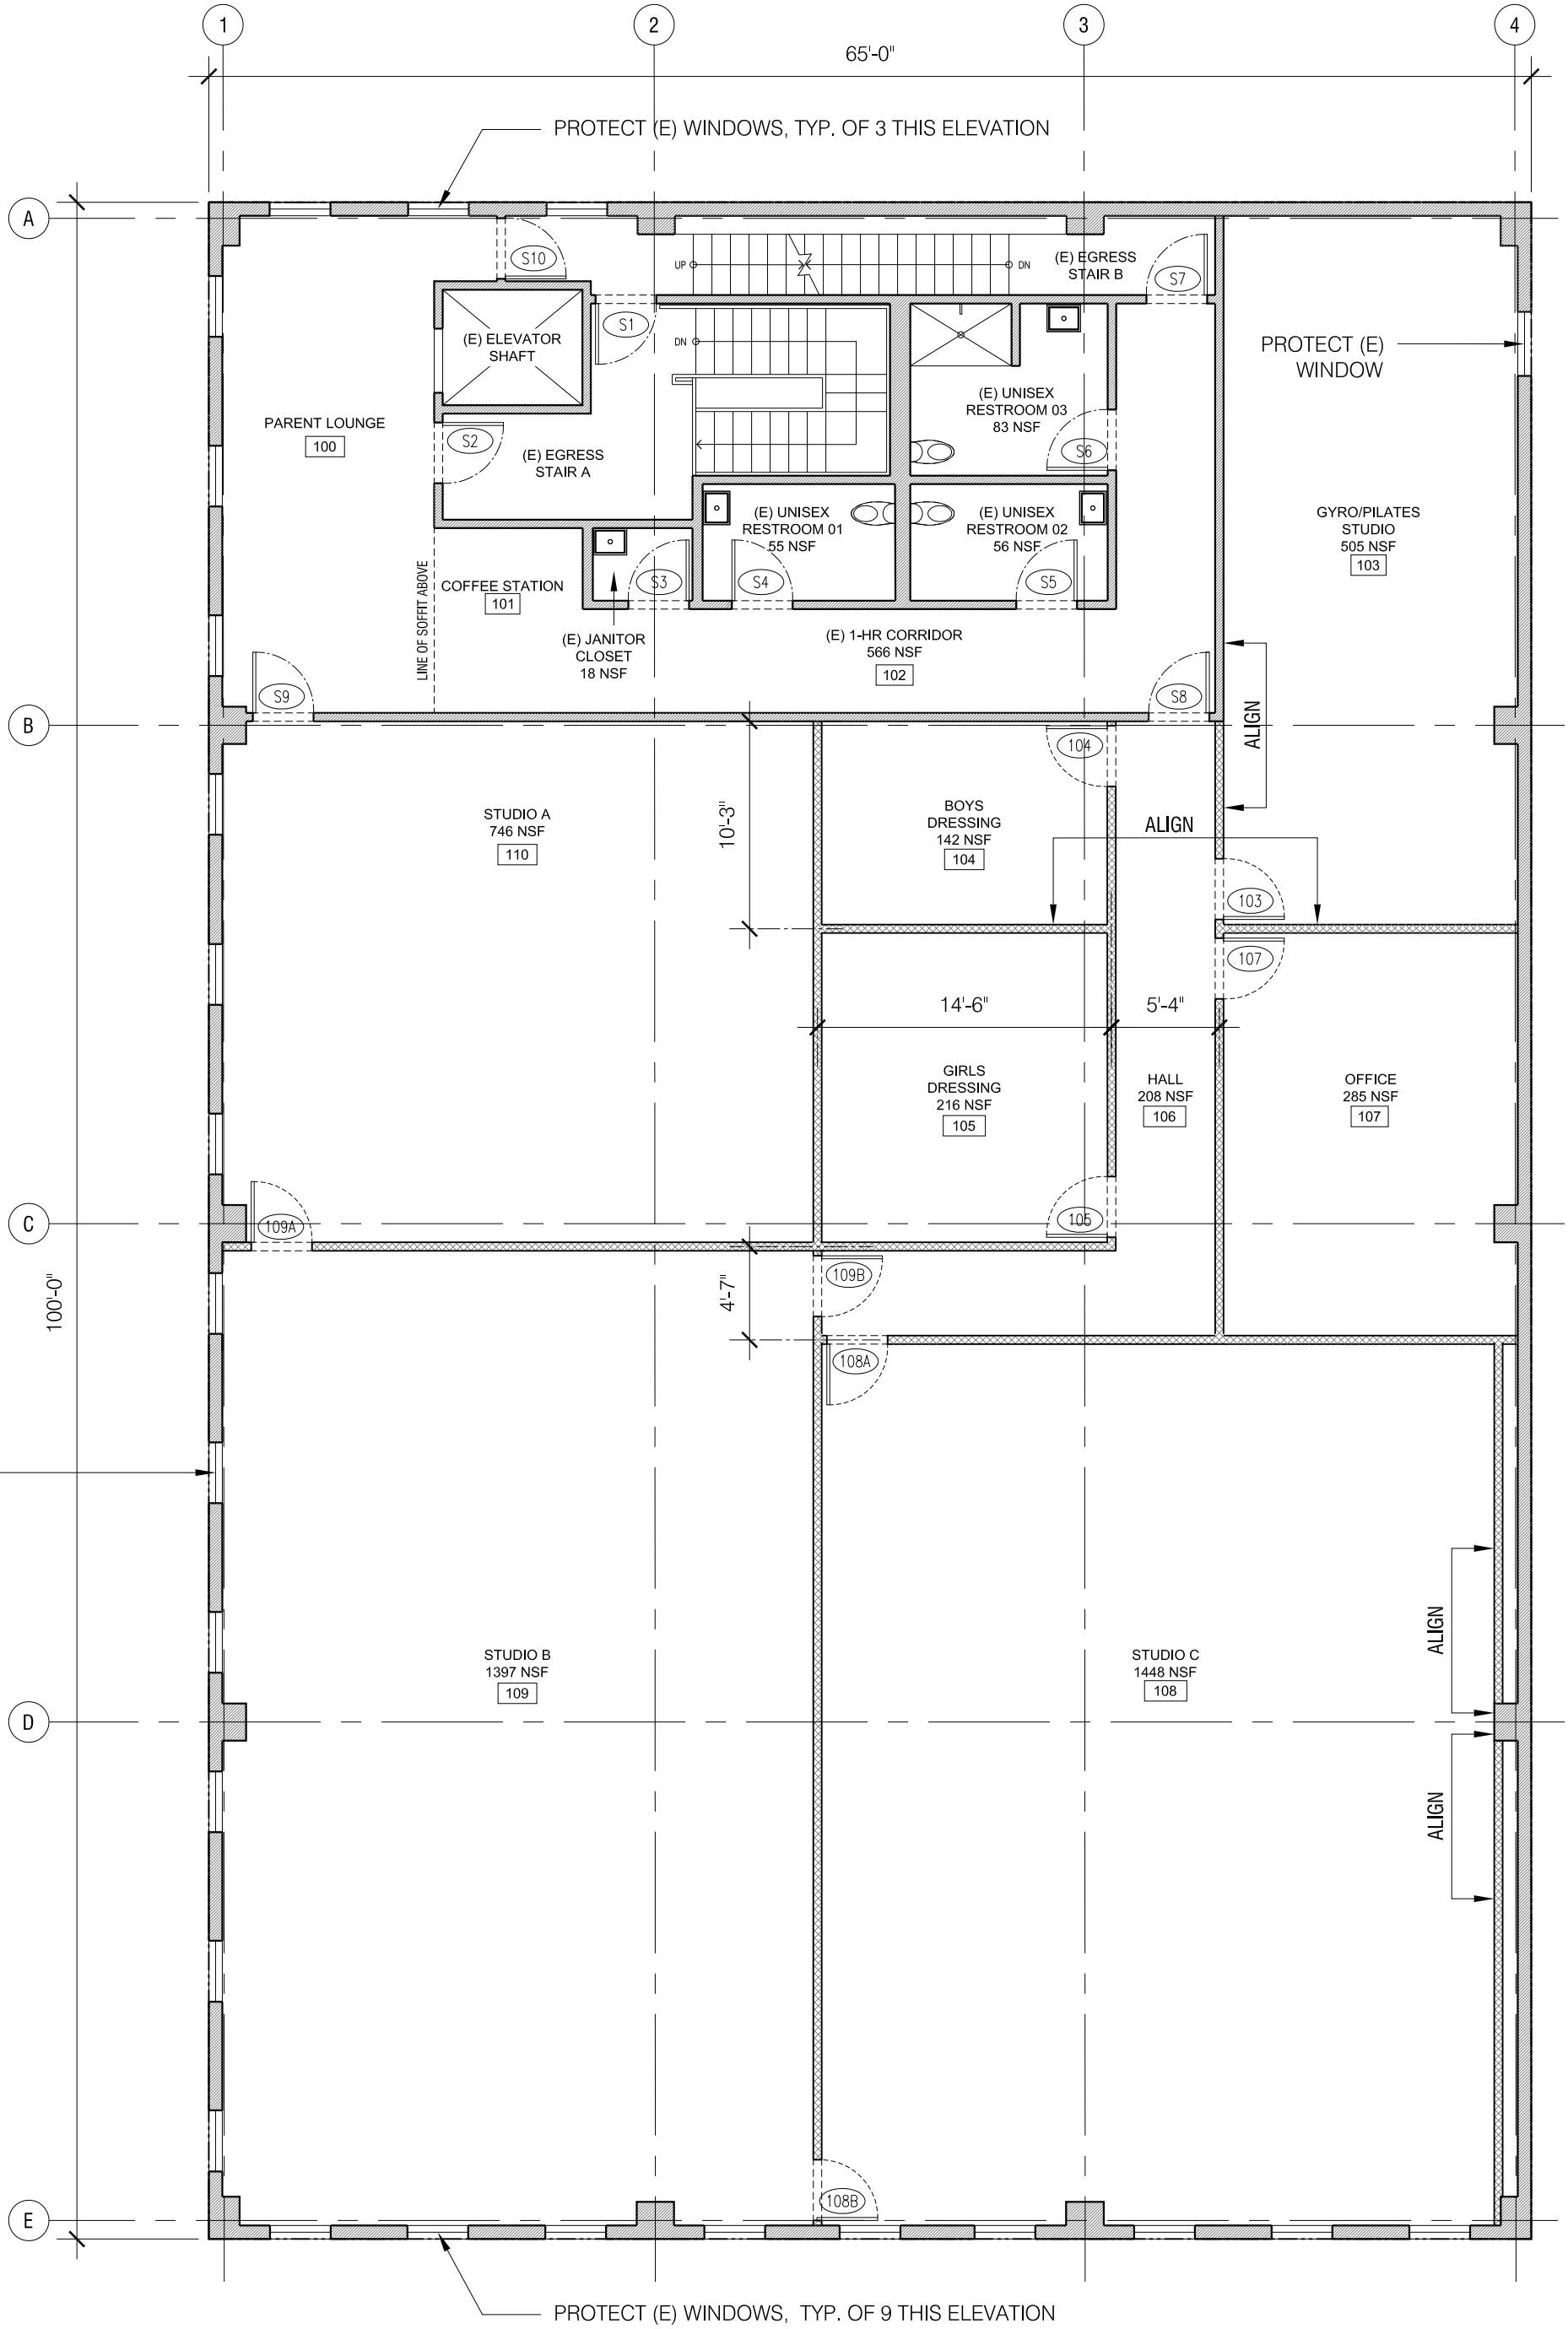 1
2
3
4
65'-0"
PROTECT (E) WINDOWS, TYP. OF 3 THIS ELEVATION
A
S10
UP
DN
(E) EGRESS
STAIR B
S7
S1
(E) ELEVATOR
SHAFT
DN
PROTECT (E)
WINDOW
(E) UNISEX
RESTROOM 03
83 NSF
S6
PARENT LOUNGE
100
S2
(E) EGRESS
STAIR A
(E) UNISEX
RESTROOM 01
55 NSF
(E) UNISEX
RESTROOM 02
56 NSF
GYRO/PILATES
STUDIO
505 NSF
103
S3
S4
S5
COFFEE STATION
101
LINE OF SOFFIT ABOVE
(E) JANITOR
CLOSET
18 NSF
(E) 1-HR CORRIDOR
566 NSF
102
S9
S8
ALIGN
B
104
STUDIO A
746 NSF
110
10'-3"
BOYS
DRESSING
142 NSF
104
ALIGN
103
107
14'-6"
5'-4"
GIRLS
DRESSING
216 NSF
105
HALL
208 NSF
106
OFFICE
285 NSF
107
C
109A
105
100'-0"
4'-7"
109B
108A
ALIGN
STUDIO B
1397 NSF
109
STUDIO C
1448 NSF
108
D
ALIGN
108B
E
PROTECT (E) WINDOWS, TYP. OF 9 THIS ELEVATION